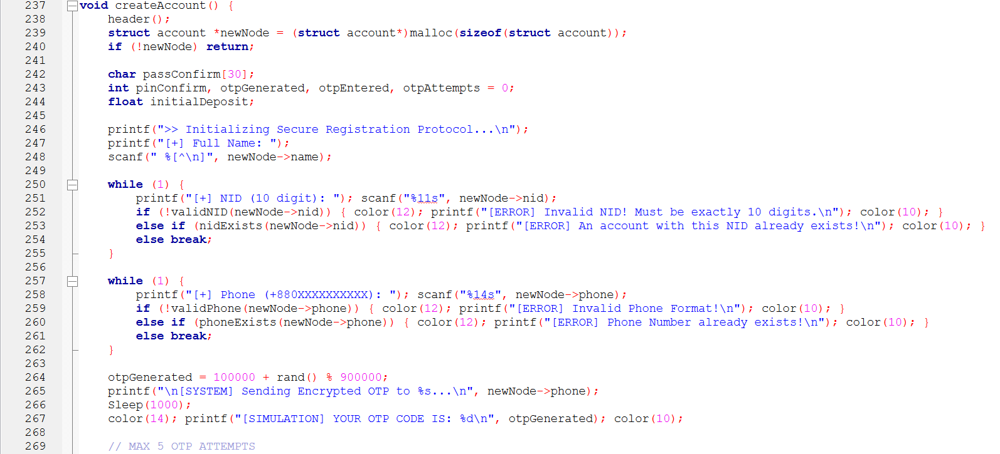 237 void createAccount() {
238     header();
239     struct account *newNode = (struct account*)malloc(sizeof(struct account));
240     if (!newNode) return;
241
242     char passConfirm[30];
243     int pinConfirm, otpGenerated, otpEntered, otpAttempts = 0;
244     float initialDeposit;
245
246     printf(">> Initializing Secure Registration Protocol...\n");
247     printf("[+] Full Name: ");
248     scanf(" %[^\n]", newNode->name);
249
250     while (1) {
251         printf("[+] NID (10 digit): "); scanf("%11s", newNode->nid);
252         if (!validNID(newNode->nid)) { color(12); printf("[ERROR] Invalid NID! Must be exactly 10 digits.\n"); color(10); }
253         else if (nidExists(newNode->nid)) { color(12); printf("[ERROR] An account with this NID already exists!\n"); color(10); }
254         else break;
255     }
256
257     while (1) {
258         printf("[+] Phone (+880XXXXXXXXXX): "); scanf("%14s", newNode->phone);
259         if (!validPhone(newNode->phone)) { color(12); printf("[ERROR] Invalid Phone Format!\n"); color(10); }
260         else if (phoneExists(newNode->phone)) { color(12); printf("[ERROR] Phone Number already exists!\n"); color(10); }
261         else break;
262     }
263
264     otpGenerated = 100000 + rand() % 900000;
265     printf("\n[SYSTEM] Sending Encrypted OTP to %s...\n", newNode->phone);
266     Sleep(1000);
267     color(14); printf("[SIMULATION] YOUR OTP CODE IS: %d\n", otpGenerated); color(10);
268
269     // MAX 5 OTP ATTEMPTS